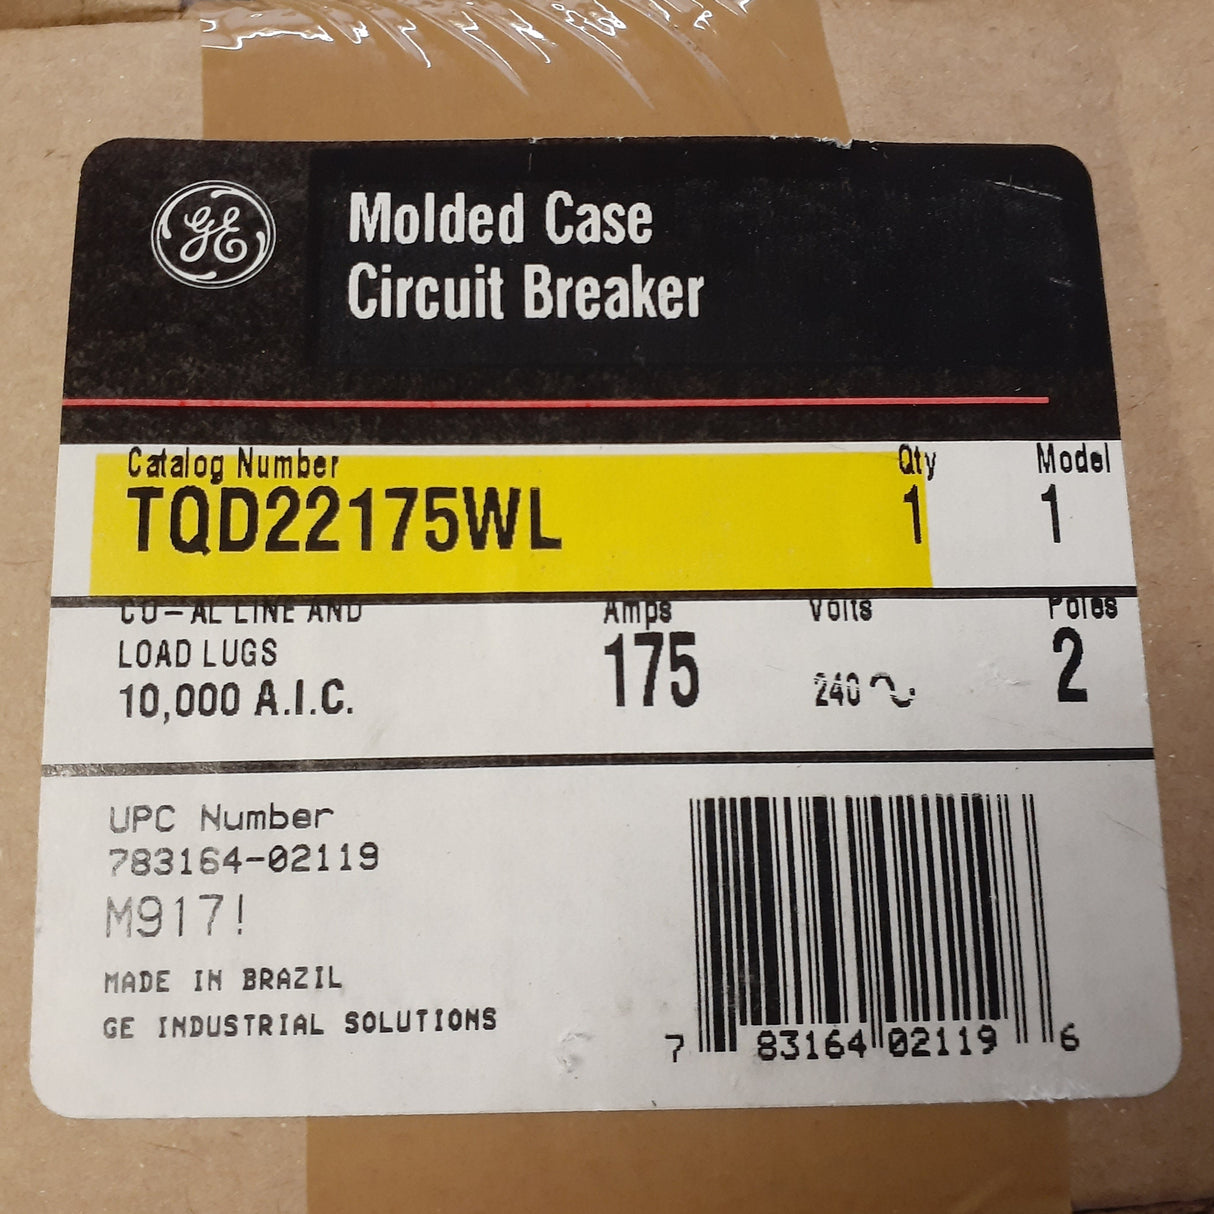 GE
Molded Case
Circuit Breaker
Catalog Number Qty Model
TQD22175WL 1 1
CU-AL LINE AND Amps Volts Poles
LOAD LUGS 175 240 2
10,000 A.I.C.
UPC Number
783164-02119
M917!
MADE IN BRAZIL
GE INDUSTRIAL SOLUTIONS
7 83164 02119 6